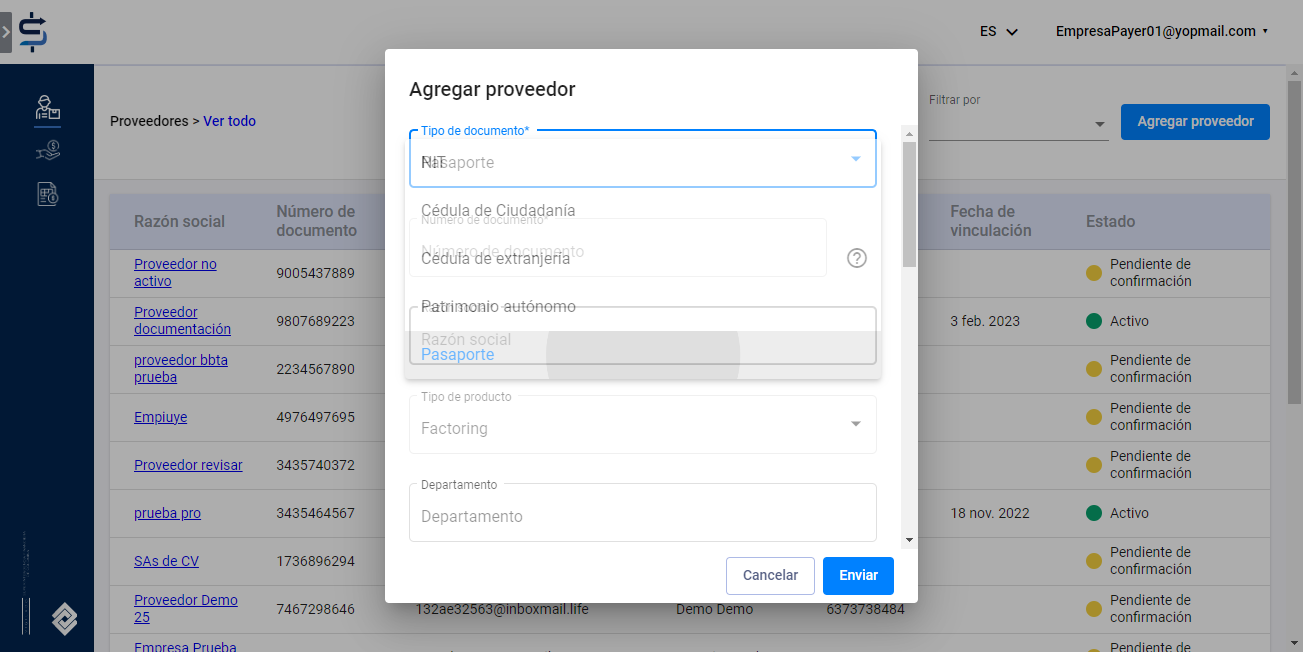 ES
EmpresaPayer01@yopmail.com
Agregar proveedor
Proveedores > Ver todo
Filtrar por
Agregar proveedor
Tipo de documento*
NIT
Pasaporte
Cédula de Ciudadanía
Número de documento*
Número de documento
Cédula de extranjería
?
Patrimonio autónomo
Razón social
Pasaporte
Tipo de producto
Factoring
Departamento
Departamento
Cancelar
Enviar
Razón social
Número de
documento
Fecha de
vinculación
Estado
Proveedor no
activo
9005437889
Pendiente de
confirmación
Proveedor
documentación
9807689223
3 feb. 2023
Activo
proveedor bbta
prueba
2234567890
Pendiente de
confirmación
Empiuye
4976497695
Pendiente de
confirmación
Proveedor revisar
3435740372
Pendiente de
confirmación
prueba pro
3435464567
18 nov. 2022
Activo
SAs de CV
1736896294
Pendiente de
confirmación
Proveedor Demo
25
7467298646
132ae32563@inboxmail.life
Demo Demo
6373738484
Pendiente de
confirmación
Empresa Prueba
Pendiente de